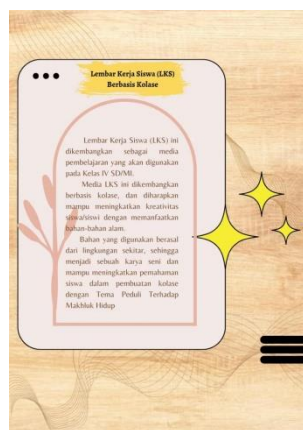 Lembar Kerja Siswa (LKS)
Berbasis Kolase
Lembar Kerja Siswa (LKS) ini
dikembangkan sebagai media
pembelajaran yang akan digunakan
pada Kelas IV SD/MI.
Media LKS ini dikembangkan
berbasis kolase, dan diharapkan
mampu meningkatkan kreativitas
siswa/siswi dengan memanfaatkan
bahan-bahan alam.
Bahan yang digunakan berasal
dari lingkungan sekitar, sehingga
menjadi sebuah karya seni dan
mampu meningkatkan pemahaman
siswa dalam pembuatan kolase
dengan Tema Peduli Terhadap
Makhluk Hidup